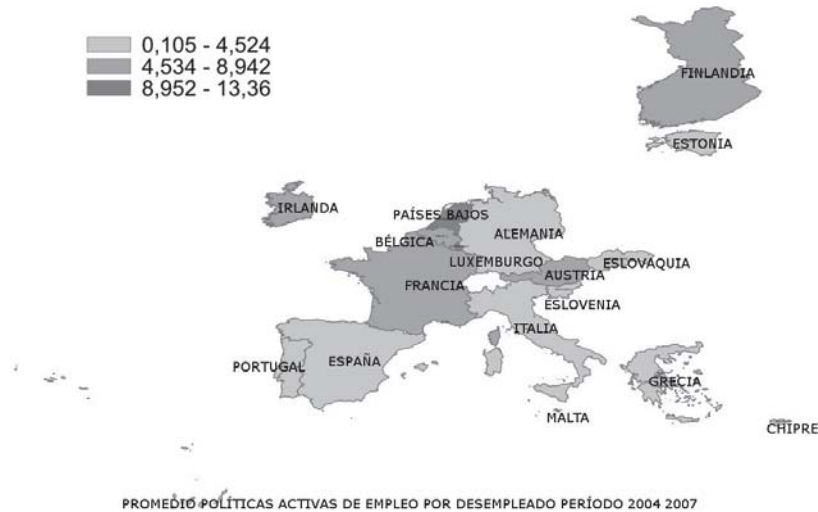 0,105 - 4,524
4,534 - 8,942
8,952 - 13,36
FINLANDIA
ESTONIA
IRLANDA
PAÍSES BAJOS
ALEMANIA
BÉLGICA
LUXEMBURGO
ESLOVAQUIA
AUSTRIA
FRANCIA
ESLOVENIA
ITALIA
PORTUGAL
ESPAÑA
GRECIA
MALTA
CHIPRE
PROMEDIO POLÍTICAS ACTIVAS DE EMPLEO POR DESEMPLEADO PERÍODO 2004 2007